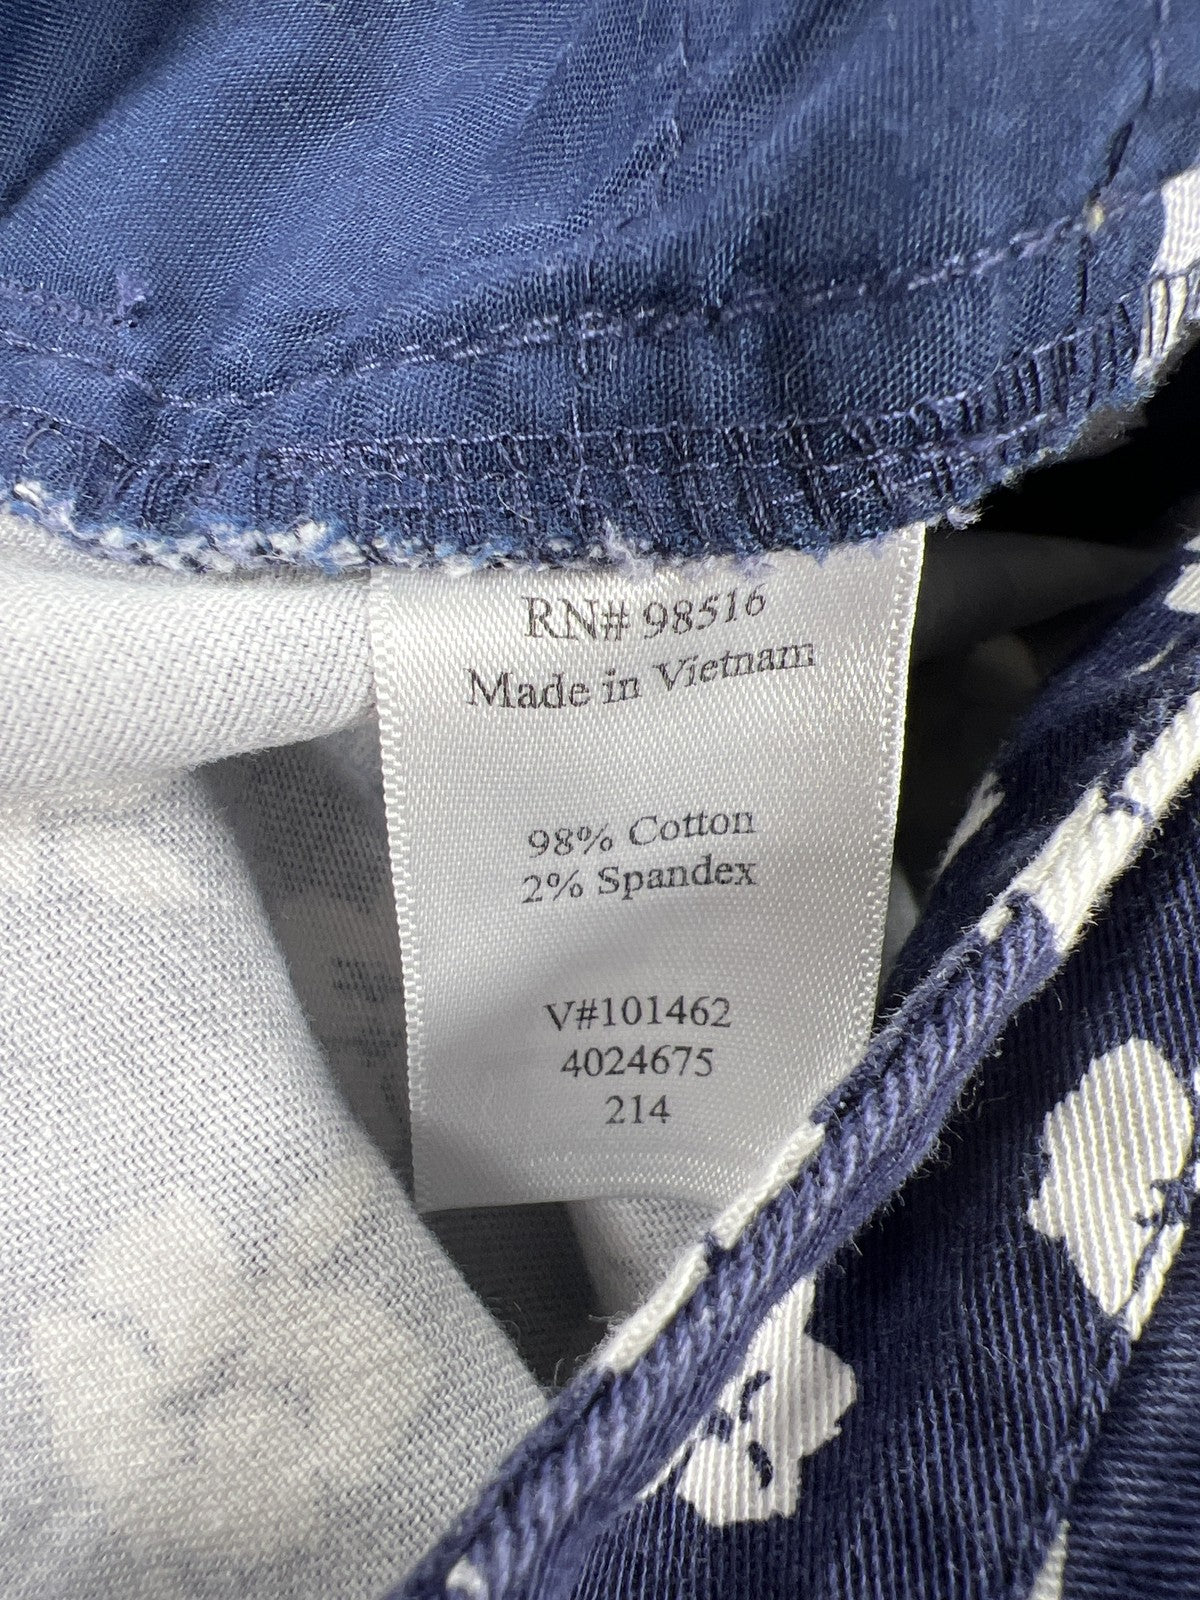 RN# 98516
Made in Vietnam
98% Cotton
2% Spandex
V#101462
4024675
214